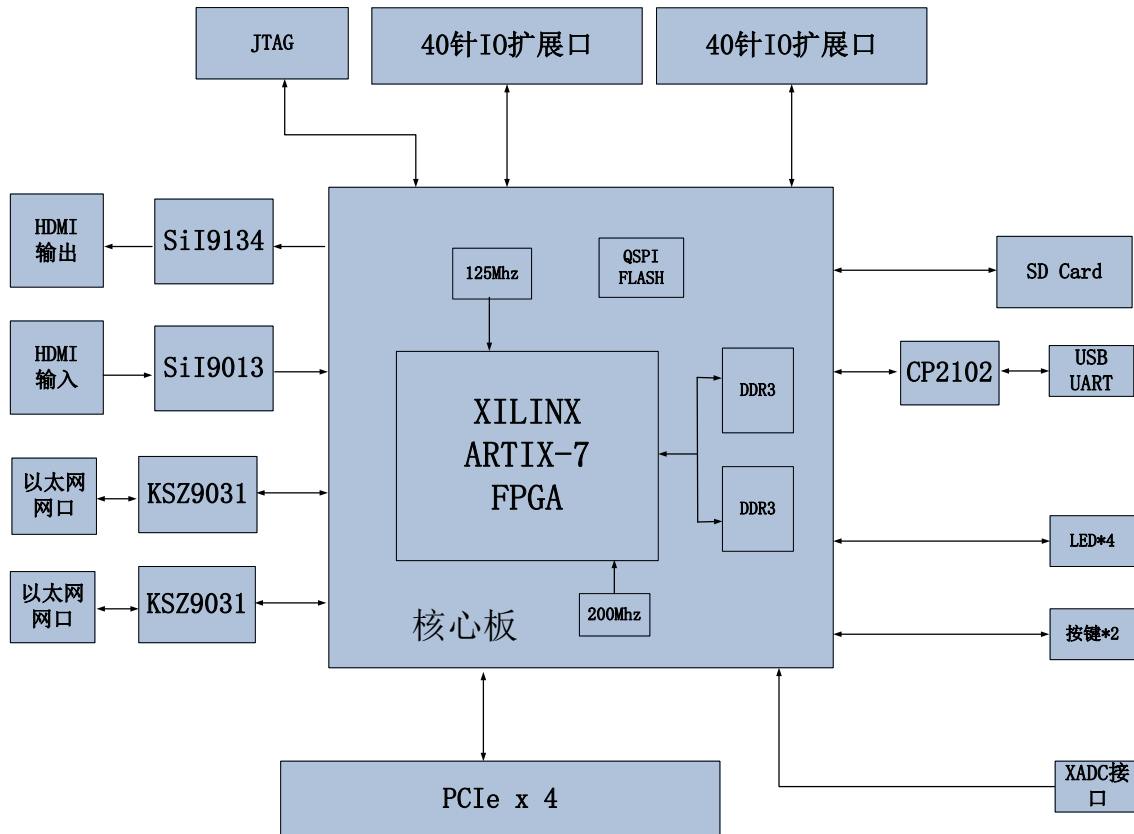 JTAG
40针IO扩展口
40针IO扩展口
HDMI
输出
SiI9134
125Mhz
QSPI
FLASH
SD Card
HDMI
输入
SiI9013
XILINX
ARTIX-7
FPGA
DDR3
CP2102
USB
UART
以太网
网口
KSZ9031
DDR3
LED*4
以太网
网口
KSZ9031
核心板
200Mhz
按键*2
PCIe x 4
XADC接
口